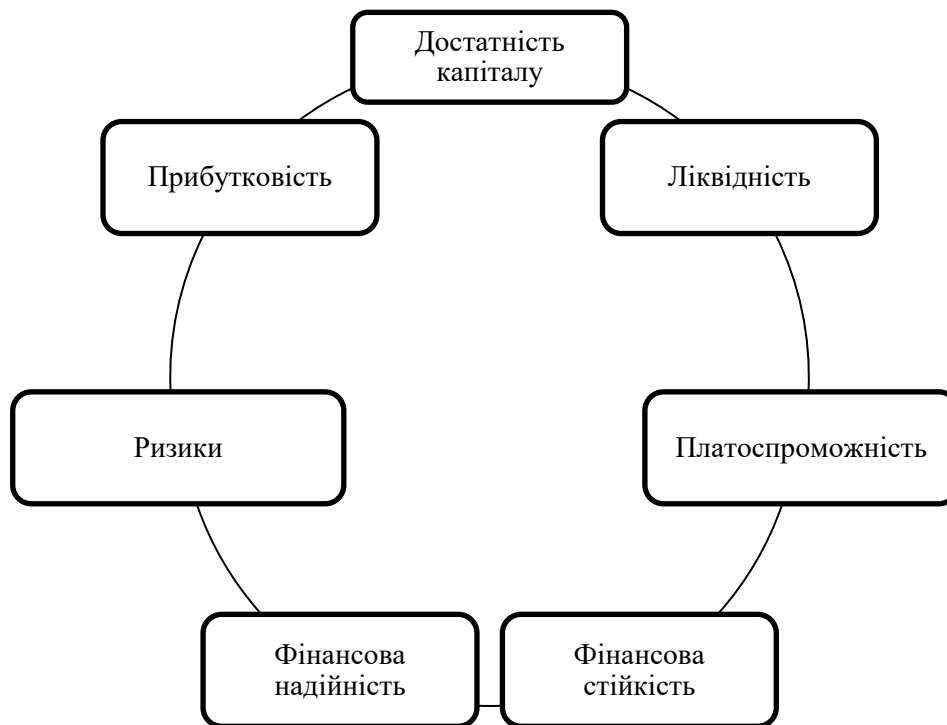 Достатність
капіталу
Прибутковість
Ліквідність
Ризики
Платоспроможність
Фінансова
надійність
Фінансова
стійкість